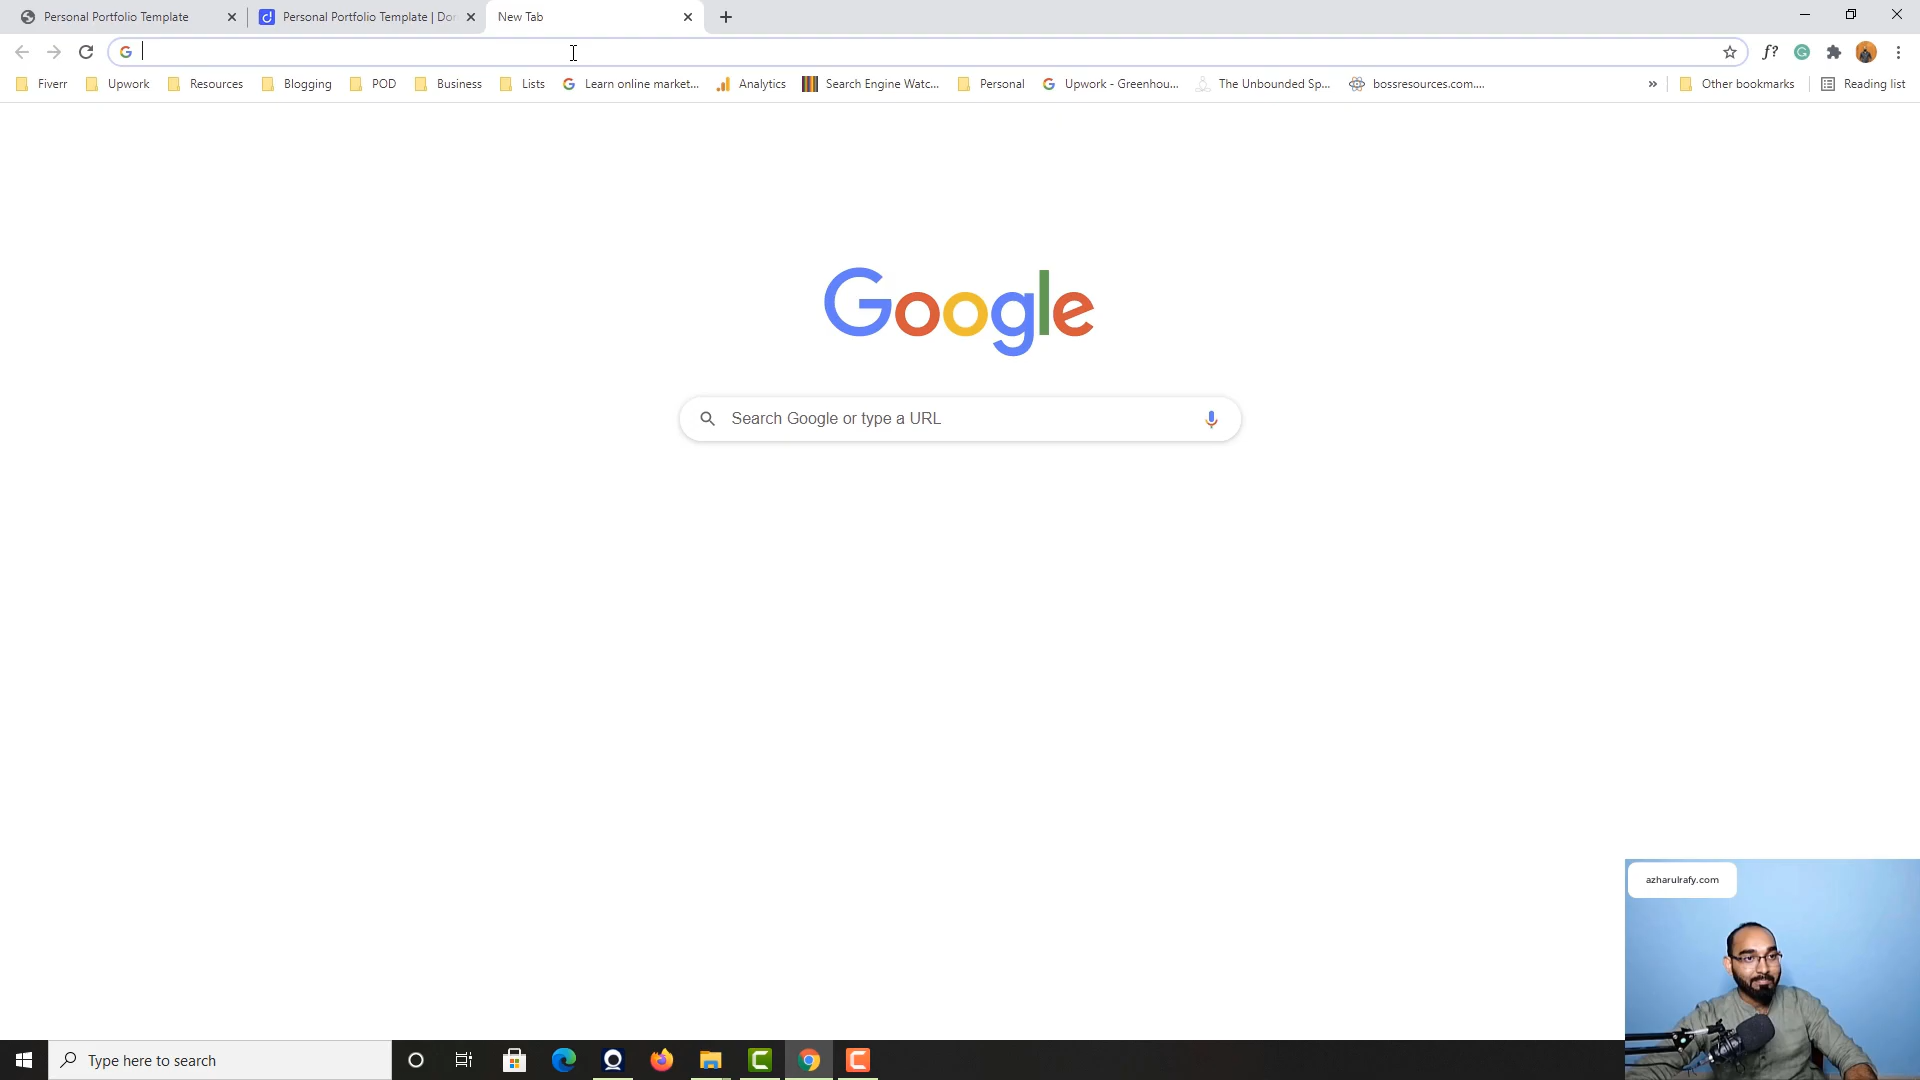 Personal Portfolio Template
Personal Portfolio Template | Dor
New Tab
f?
Fiverr
Upwork
Resources
Blogging
POD
Business
Lists
Learn online market...
Analytics
Search Engine Watc...
Personal
Upwork - Greenhou...
The Unbounded Sp...
bossresources.com....
»
Other bookmarks
Reading list
Google
Search Google or type a URL
azharulrafy.com
Type here to search